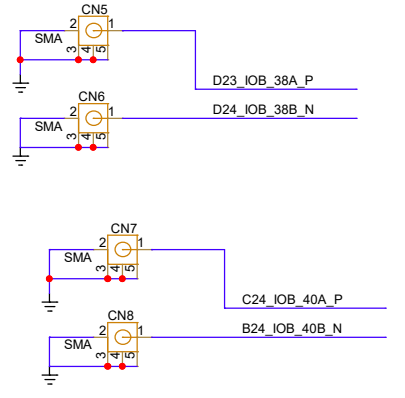 CN5
2 1
SMA
3 4 5
D23_IOB_38A_P
CN6
D24_IOB_38B_N
2 1
SMA
3 4 5
CN7
2 1
SMA
3 4 5
C24_IOB_40A_P
CN8
B24_IOB_40B_N
2 1
SMA
3 4 5